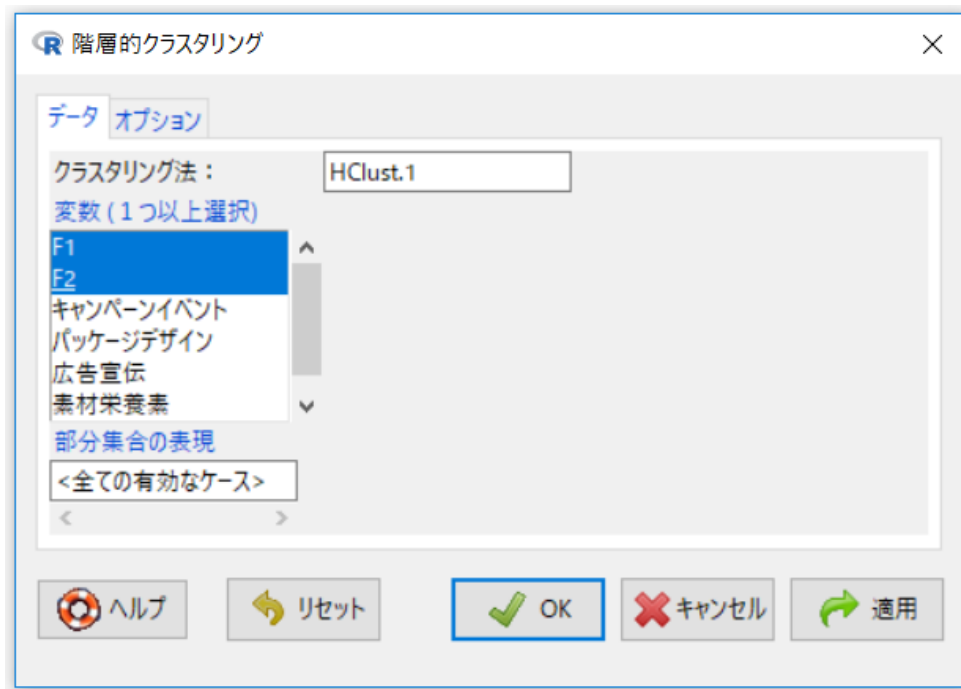 階層的クラスタリング
データ オプション
クラスタリング法： HClust.1
変数 (１つ以上選択)
F1
F2
キャンペーンイベント
パッケージデザイン
広告宣伝
素材栄養素
部分集合の表現
<全ての有効なケース>
ヘルプ リセット OK キャンセル 適用